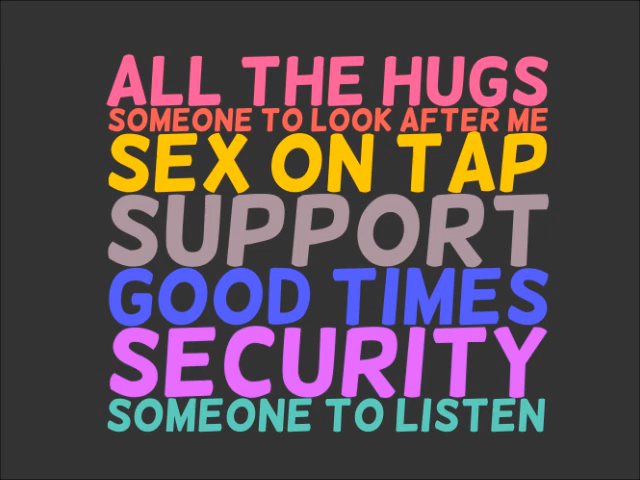 ALL THE HUGS
SOMEONE TO LOOK AFTER ME
SEX ON TAP
SUPPORT
GOOD TIMES
SECURITY
SOMEONE TO LISTEN